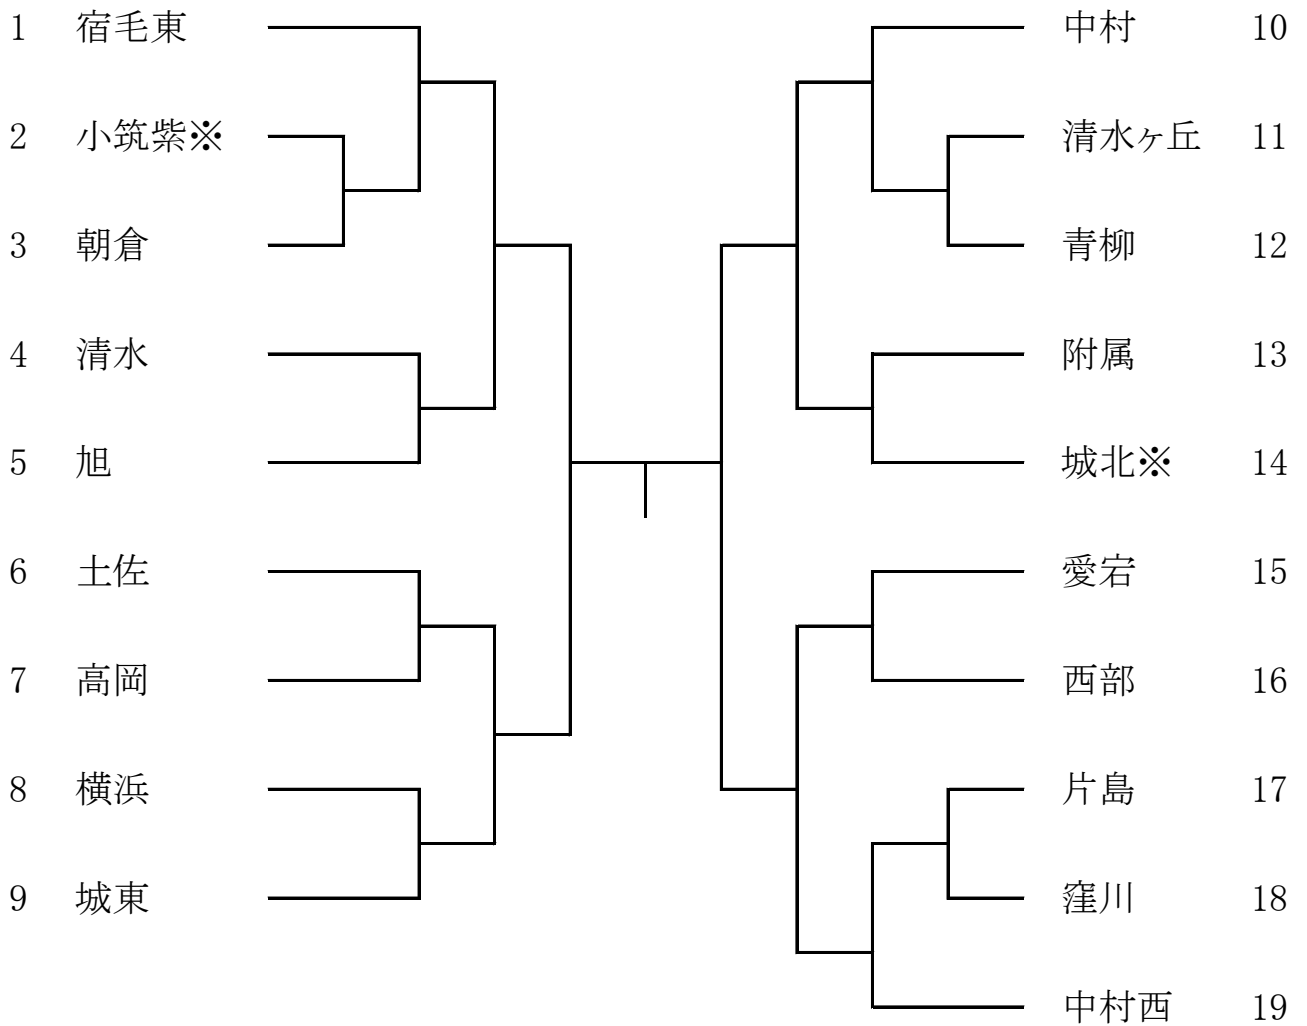 1 宿毛東
2 小筑紫※
3 朝倉
4 清水
5 旭
6 土佐
7 高岡
8 横浜
9 城東
中村 10
清水ヶ丘 11
青柳 12
附属 13
城北※ 14
愛宕 15
西部 16
片島 17
窪川 18
中村西 19